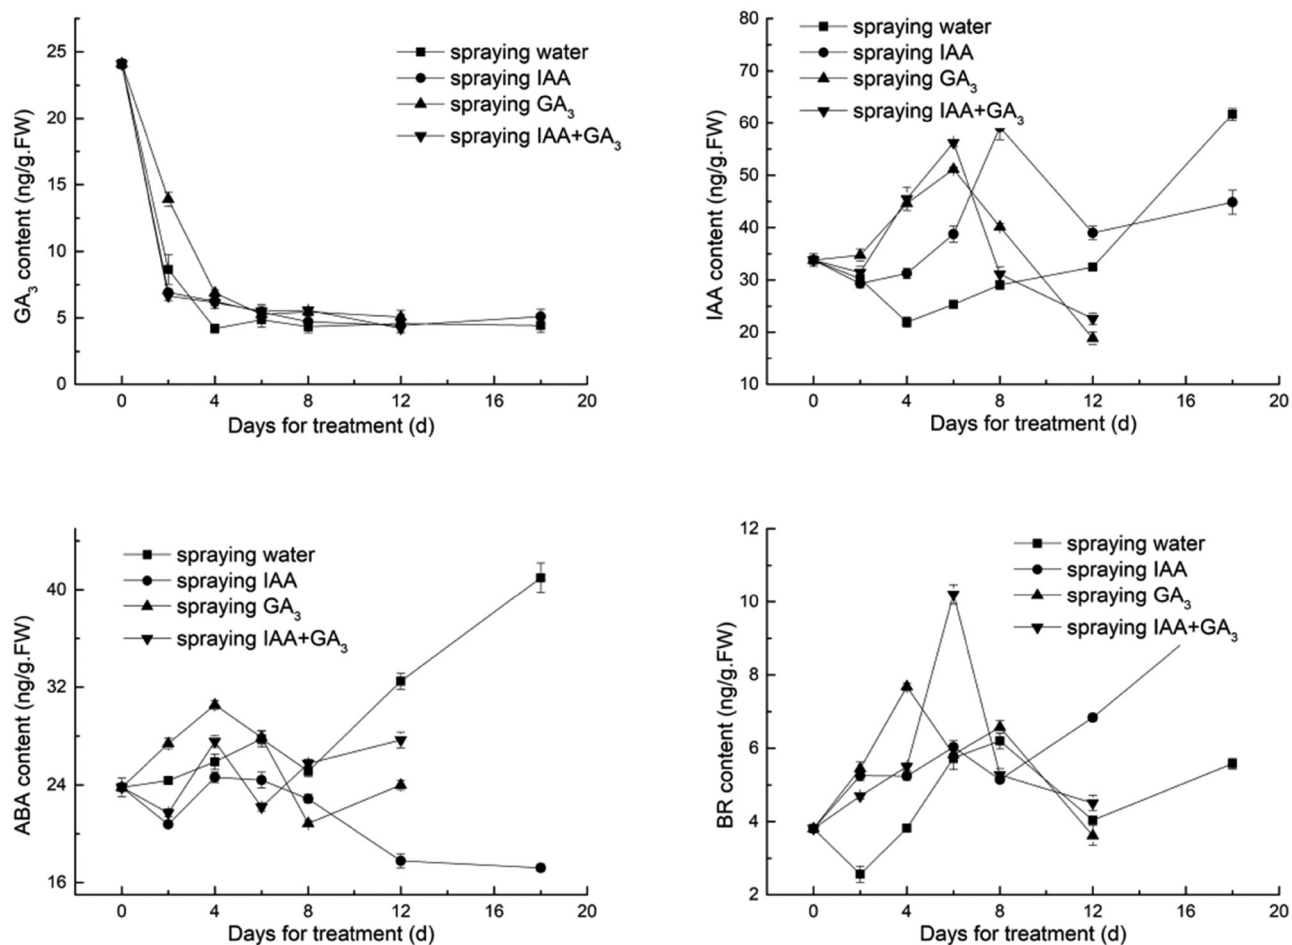 25
20
15
10
5
0
GA3 content (ng/g.FW)
spraying water
spraying IAA
spraying GA3
spraying IAA+GA3
0 4 8 12 16 20
Days for treatment (d)
80
70
60
50
40
30
20
10
IAA content (ng/g.FW)
spraying water
spraying IAA
spraying GA3
spraying IAA+GA3
0 4 8 12 16 20
Days for treatment (d)
40
32
24
16
ABA content (ng/g.FW)
spraying water
spraying IAA
spraying GA3
spraying IAA+GA3
0 4 8 12 16 20
Days for treatment (d)
12
10
8
6
4
2
BR content (ng/g.FW)
spraying water
spraying IAA
spraying GA3
spraying IAA+GA3
0 4 8 12 16 20
Days for treatment (d)